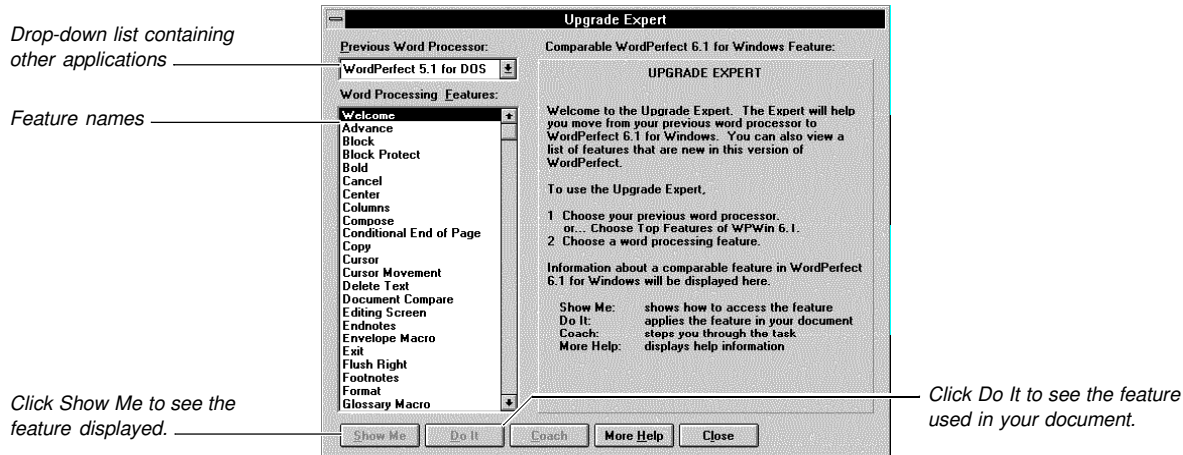 Upgrade Expert
Drop-down list containing
other applications
Previous Word Processor:
WordPerfect 5.1 for DOS
Word Processing Features:
Feature names
Welcome
Advance
Block
Block Protect
Bold
Cancel
Center
Columns
Compose
Conditional End of Page
Copy
Cursor
Cursor Movement
Delete Text
Document Compare
Editing Screen
Endnotes
Envelope Macro
Exit
Flush Right
Footnotes
Format
Glossary Macro
Comparable WordPerfect 6.1 for Windows Feature:
UPGRADE EXPERT
Welcome to the Upgrade Expert. The Expert will help
you move from your previous word processor to
WordPerfect 6.1 for Windows. You can also view a
list of features that are new in this version of
WordPerfect.
To use the Upgrade Expert,
1 Choose your previous word processor.
or... Choose Top Features of WPWin 6.1.
2 Choose a word processing feature.
Information about a comparable feature in WordPerfect
6.1 for Windows will be displayed here.
Show Me: shows how to access the feature
Do It: applies the feature in your document
Coach: steps you through the task
More Help: displays help information
Click Show Me to see the
feature displayed.
Show Me Do It Coach More Help Close
Click Do It to see the feature
used in your document.